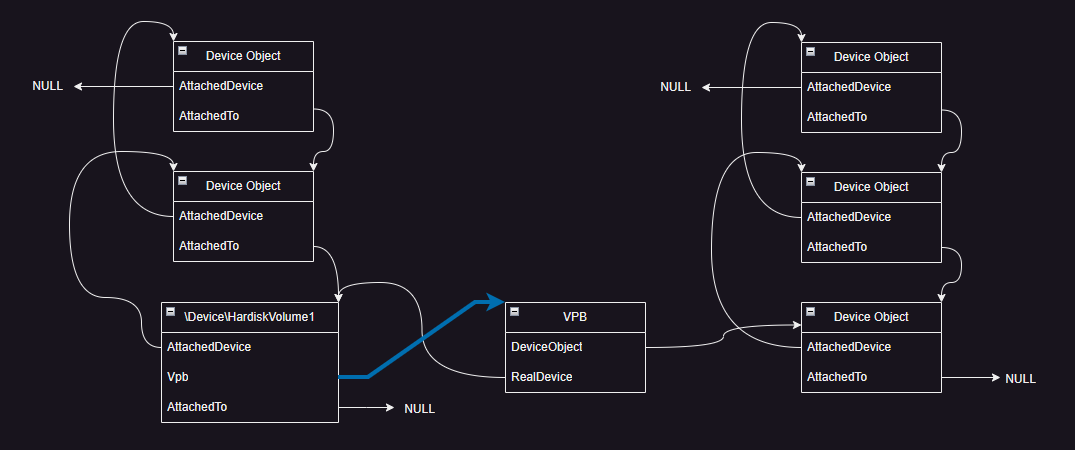 Device Object
NULL
AttachedDevice
AttachedTo
Device Object
AttachedDevice
AttachedTo
\Device\HardiskVolume1
AttachedDevice
Vpb
AttachedTo
NULL
VPB
DeviceObject
RealDevice
Device Object
NULL
AttachedDevice
AttachedTo
Device Object
AttachedDevice
AttachedTo
Device Object
AttachedDevice
AttachedTo
NULL